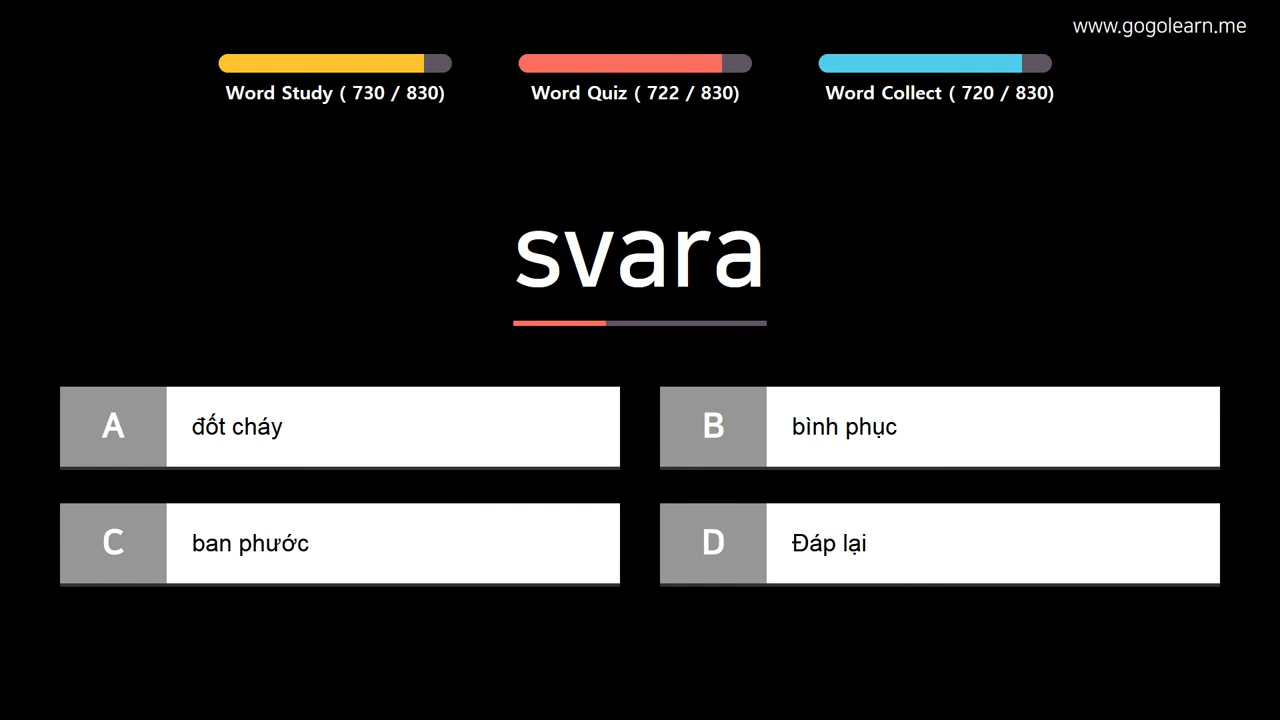 www.gogolearn.me
Word Study ( 730 / 830)
Word Quiz ( 722 / 830)
Word Collect ( 720 / 830)
svara
A đốt cháy
B bình phục
C ban phước
D Đáp lại